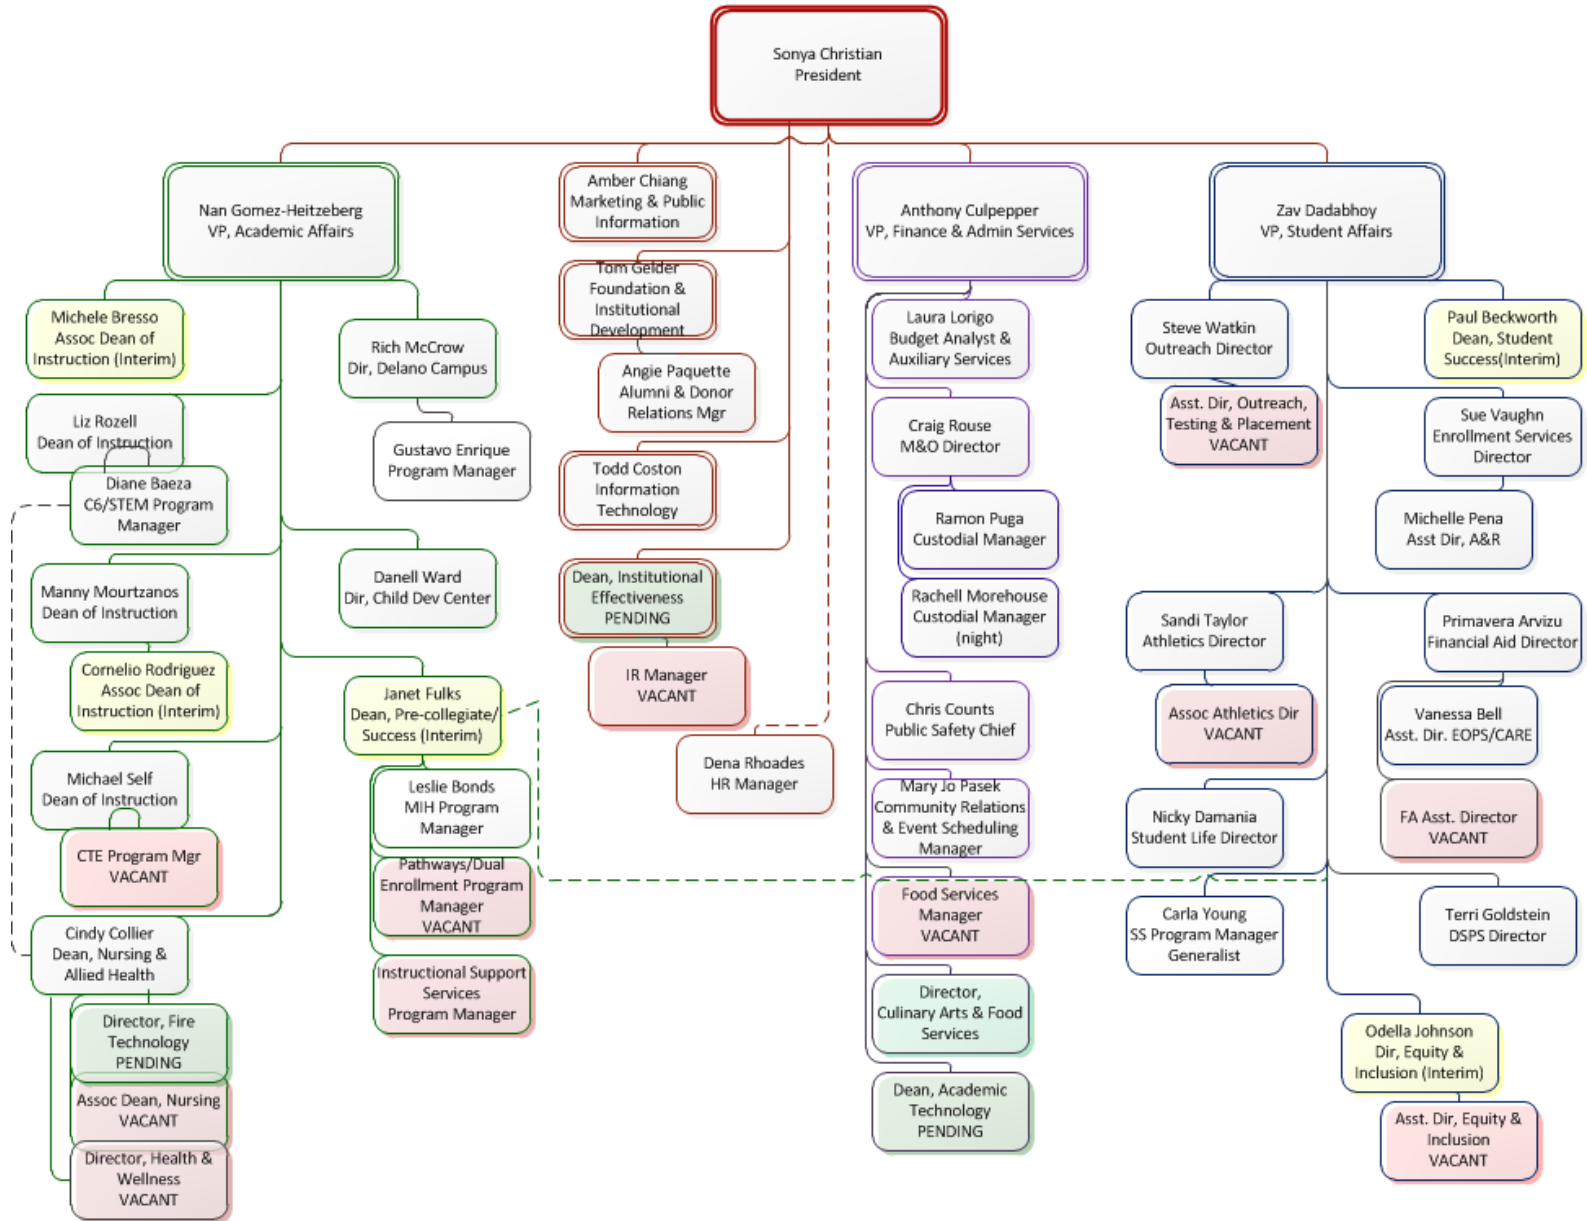 Sonya Christian
President
Nan Gomez-Heitzeberg
VP, Academic Affairs
Amber Chiang
Marketing & Public
Information
Anthony Culpepper
VP, Finance & Admin Services
Zav Dadabhoy
VP, Student Affairs
Michele Bresso
Assoc Dean of
Instruction (Interim)
Rich McCrow
Dir, Delano Campus
Gustavo Enrique
Program Manager
Liz Rozell
Dean of Instruction
Diane Baeza
C6/STEM Program
Manager
Manny Mourtzanos
Dean of Instruction
Cornelio Rodriguez
Assoc Dean of
Instruction (Interim)
Michael Self
Dean of Instruction
CTE Program Mgr
VACANT
Cindy Collier
Dean, Nursing &
Allied Health
Director, Fire
Technology
PENDING
Assoc Dean, Nursing
VACANT
Director, Health &
Wellness
VACANT
Danell Ward
Dir, Child Dev Center
Janet Fulks
Dean, Pre-collegiate/
Success (Interim)
Leslie Bonds
MIH Program
Manager
Pathways/Dual
Enrollment Program
Manager
VACANT
Instructional Support
Services
Program Manager
Tom Gelder
Foundation &
Institutional
Development
Angie Paquette
Alumni & Donor
Relations Mgr
Todd Coston
Information
Technology
Dean, Institutional
Effectiveness
PENDING
IR Manager
VACANT
Dena Rhoades
HR Manager
Laura Lorigo
Budget Analyst &
Auxiliary Services
Craig Rouse
M&O Director
Ramon Puga
Custodial Manager
Rachell Morehouse
Custodial Manager
(night)
Chris Counts
Public Safety Chief
Mary Jo Pasek
Community Relations
& Event Scheduling
Manager
Food Services
Manager
VACANT
Director,
Culinary Arts & Food
Services
Dean, Academic
Technology
PENDING
Steve Watkin
Outreach Director
Asst. Dir, Outreach,
Testing & Placement
VACANT
Paul Beckworth
Dean, Student
Success(Interim)
Sue Vaughn
Enrollment Services
Director
Michelle Pena
Asst Dir, A&R
Sandi Taylor
Athletics Director
Assoc Athletics Dir
VACANT
Primavera Arvizu
Financial Aid Director
Vanessa Bell
Asst. Dir. EOPS/CARE
FA Asst. Director
VACANT
Nicky Damania
Student Life Director
Carla Young
SS Program Manager
Generalist
Terri Goldstein
DSPS Director
Odella Johnson
Dir, Equity &
Inclusion (Interim)
Asst. Dir, Equity &
Inclusion
VACANT